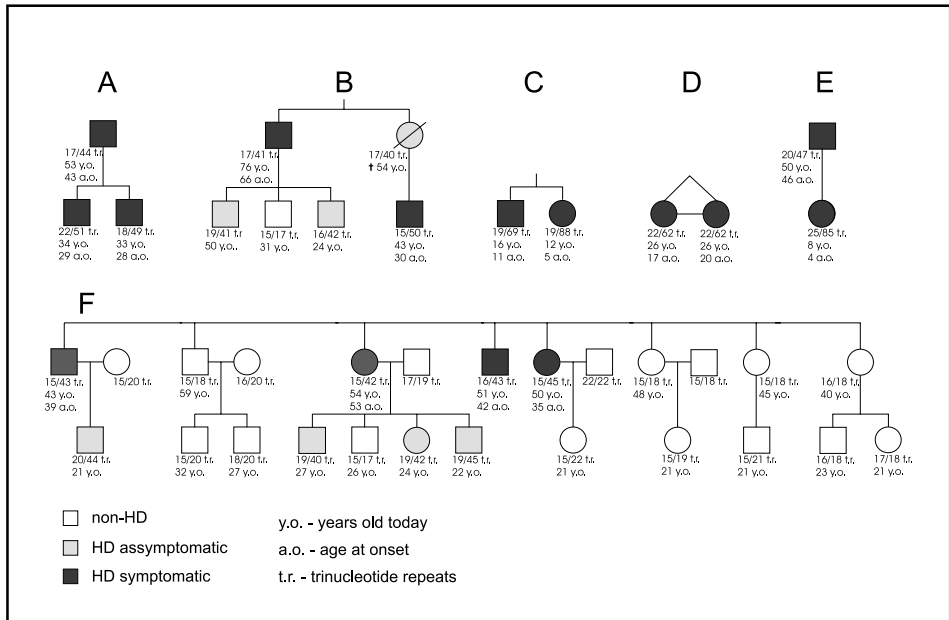 A
B
C
D
E
17/44 t.r.
53 y.o.
43 a.o.
22/51 t.r.
34 y.o.
29 a.o.
18/49 t.r.
33 y.o.
28 a.o.
17/41 t.r.
76 y.o.
66 a.o.
17/40 t.r.
✝ 54 y.o.
19/41 t.r.
50 y.o..
15/17 t.r.
31 y.o.
16/42 t.r.
24 y.o.
15/50 t.r.
43 y.o.
30 a.o.
19/69 t.r.
16 y.o.
11 a.o.
19/88 t.r.
12 y.o.
5 a.o.
22/62 t.r.
26 y.o.
17 a.o.
22/62 t.r.
26 y.o.
20 a.o.
20/47 t.r.
50 y.o.
46 a.o.
25/85 t.r.
8 y.o.
4 a.o.
F
15/43 t.r.
43 y.o.
39 a.o.
15/20 t.r.
15/18 t.r.
59 y.o.
16/20 t.r.
15/42 t.r.
54 y.o.
53 a.o.
17/19 t.r.
16/43 t.r.
51 y.o.
42 a.o.
15/45 t.r.
50 y.o.
35 a.o.
22/22 t.r.
15/18 t.r.
48 y.o.
15/18 t.r.
15/18 t.r.
45 y.o.
16/18 t.r.
40 y.o.
20/44 t.r.
21 y.o.
15/20 t.r.
32 y.o.
18/20 t.r.
27 y.o.
19/40 t.r.
27 y.o.
15/17 t.r.
26 y.o.
19/42 t.r.
24 y.o.
19/45 t.r.
22 y.o.
15/22 t.r.
21 y.o.
15/19 t.r.
21 y.o.
15/21 t.r.
21 y.o.
16/18 t.r.
23 y.o.
17/18 t.r.
21 y.o.
non-HD
HD assymptomatic
HD symptomatic
y.o. - years old today
a.o. - age at onset
t.r. - trinucleotide repeats